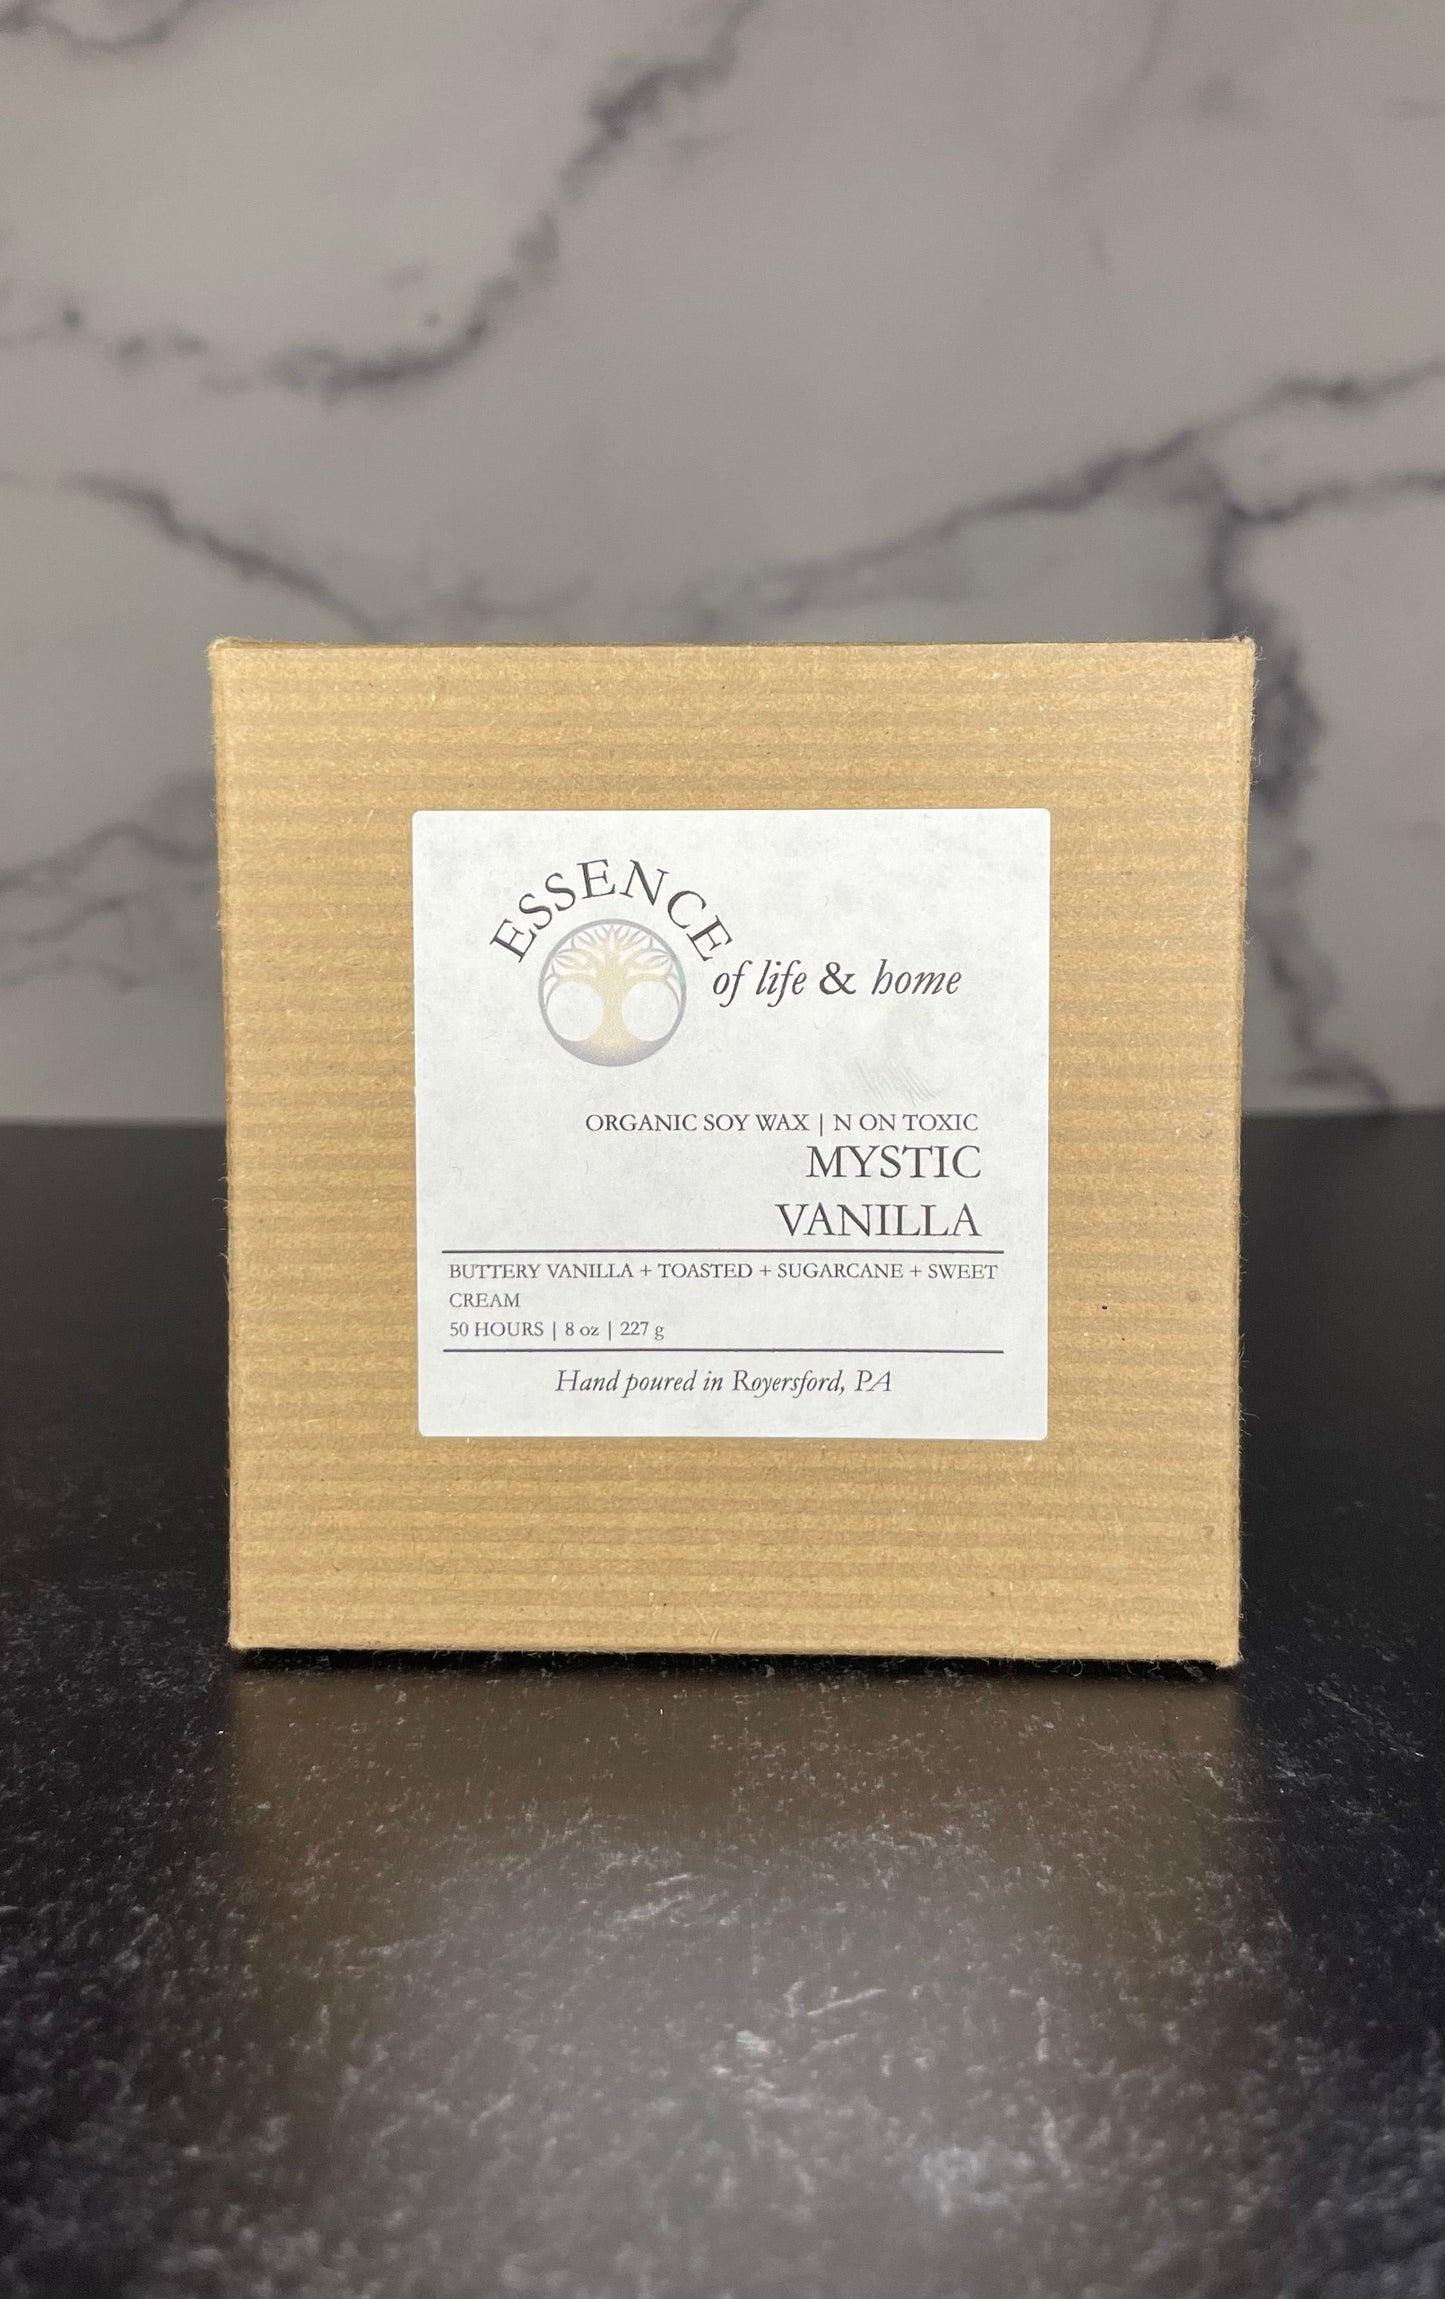 ESSENCE
of life & home
ORGANIC SOY WAX | N ON TOXIC
MYSTIC
VANILLA
BUTTERY VANILLA + TOASTED + SUGARCANE + SWEET
CREAM
50 HOURS | 8 oz | 227 g
Hand poured in Royersford, PA